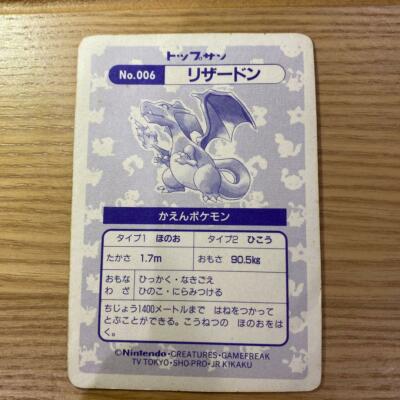 トップサン
No.006 リザードン
かえんポケモン
タイプ1 ほのお タイプ2 ひこう
たかさ 1.7m おもさ 90.5kg
おもな ひっかく・なきごえ
わざ ひのこ・にらみつける
ちじょう1400メートルまで はねをつかって
とぶことができる。こうねつの ほのおをは
く。
©Nintendo・CREATURES・GAMEFREAK
TV TOKYO・SHO-PRO・JR KIKAKU